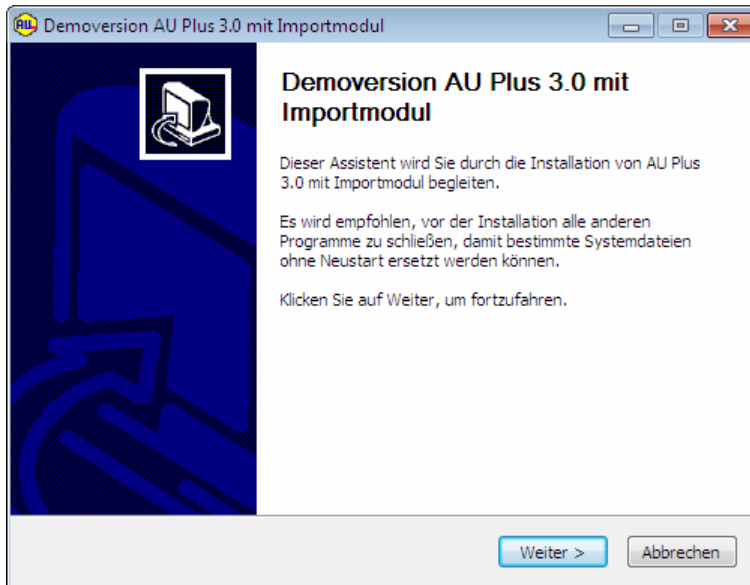 AU Demoversion AU Plus 3.0 mit Importmodul
Demoversion AU Plus 3.0 mit
Importmodul
Dieser Assistent wird Sie durch die Installation von AU Plus
3.0 mit Importmodul begleiten.
Es wird empfohlen, vor der Installation alle anderen
Programme zu schließen, damit bestimmte Systemdateien
ohne Neustart ersetzt werden können.
Klicken Sie auf Weiter, um fortzufahren.
Weiter >
Abbrechen